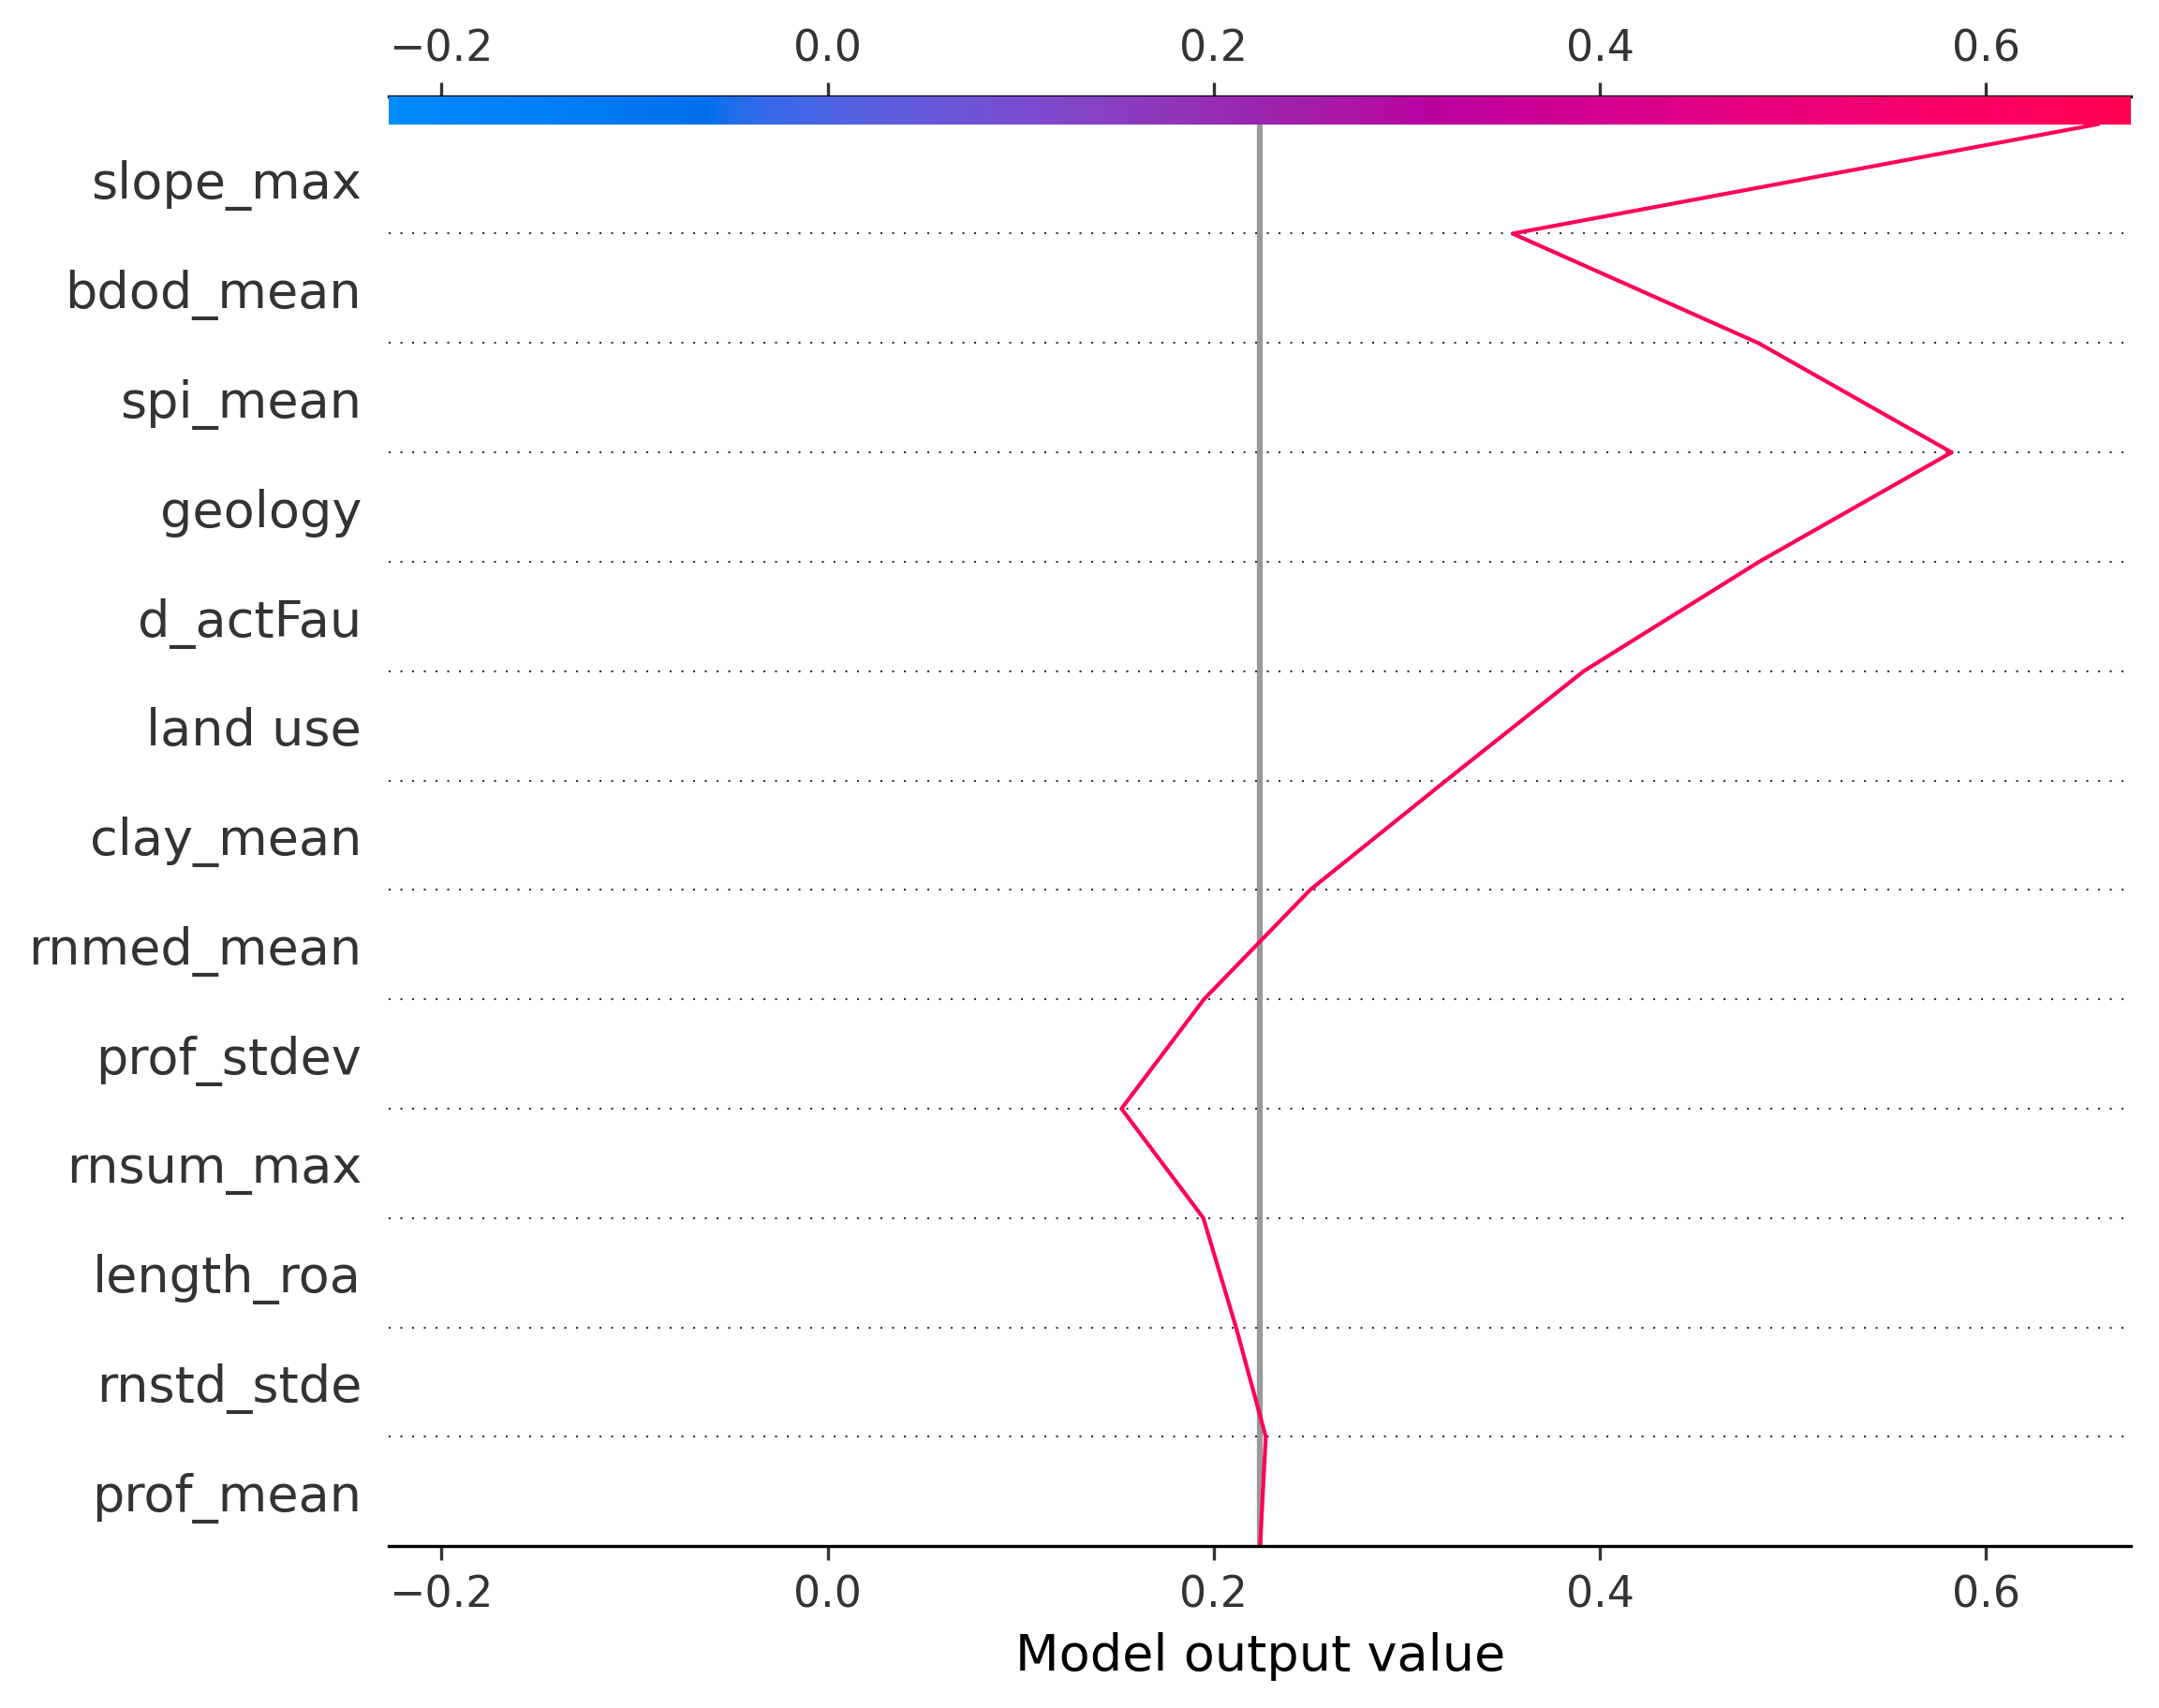 −0.2 0.0 0.2 0.4 0.6
slope_max
bdod_mean
spi_mean
geology
d_actFau
land use
clay_mean
rnmed_mean
prof_stdev
rnsum_max
length_roa
rnstd_stde
prof_mean
−0.2 0.0 0.2 0.4 0.6
Model output value